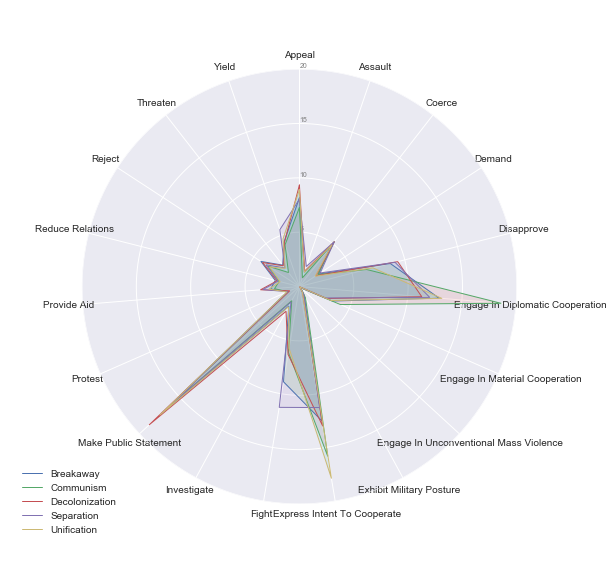 Appeal
20
Yield
Assault
Threaten
Coerce
15
Reject
Demand
10
Reduce Relations
Disapprove
Provide Aid
Engage In Diplomatic Cooperation
Protest
Engage In Material Cooperation
Make Public Statement
Engage In Unconventional Mass Violence
Investigate
Exhibit Military Posture
Fight
Express Intent To Cooperate
Breakaway
Communism
Decolonization
Separation
Unification